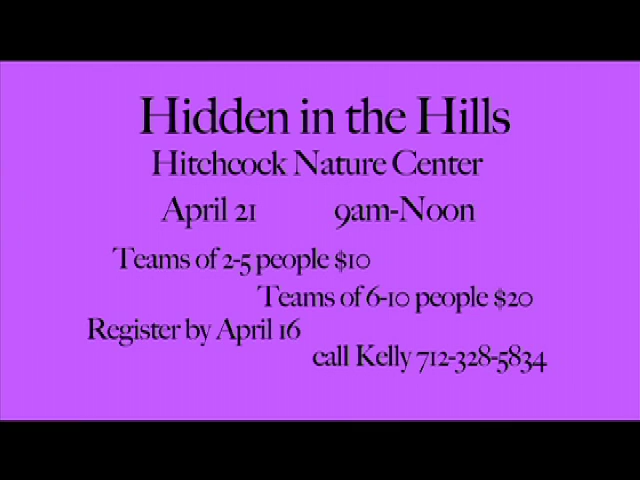 Hidden in the Hills
Hitchcock Nature Center
April 21 9am-Noon
Teams of 2-5 people $10
Teams of 6-10 people $20
Register by April 16
call Kelly 712-328-5834